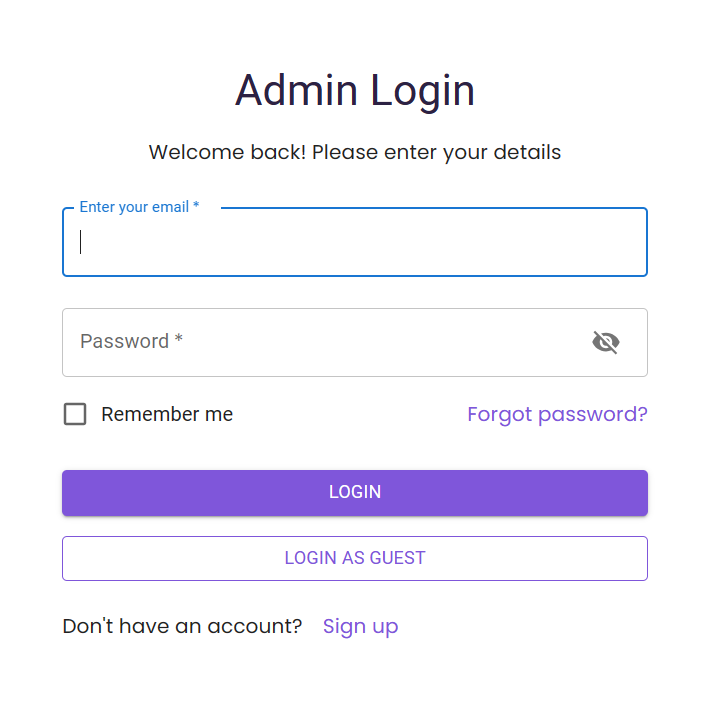 Admin Login
Welcome back! Please enter your details
Enter your email *
Password *
Remember me Forgot password?
LOGIN
LOGIN AS GUEST
Don't have an account? Sign up